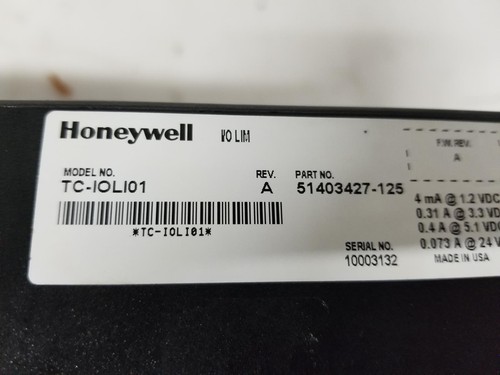 Honeywell I/O LIM
F/W REV.
A
MODEL NO. REV. PART NO.
TC-IOLI01 A 51403427-125
*TC-IOLI01*
4 mA @ 1.2 VDC
0.31 A @ 3.3 VD
0.4 A @ 5.1 VDC
0.073 A @ 24 V
SERIAL NO.
10003132
MADE IN USA